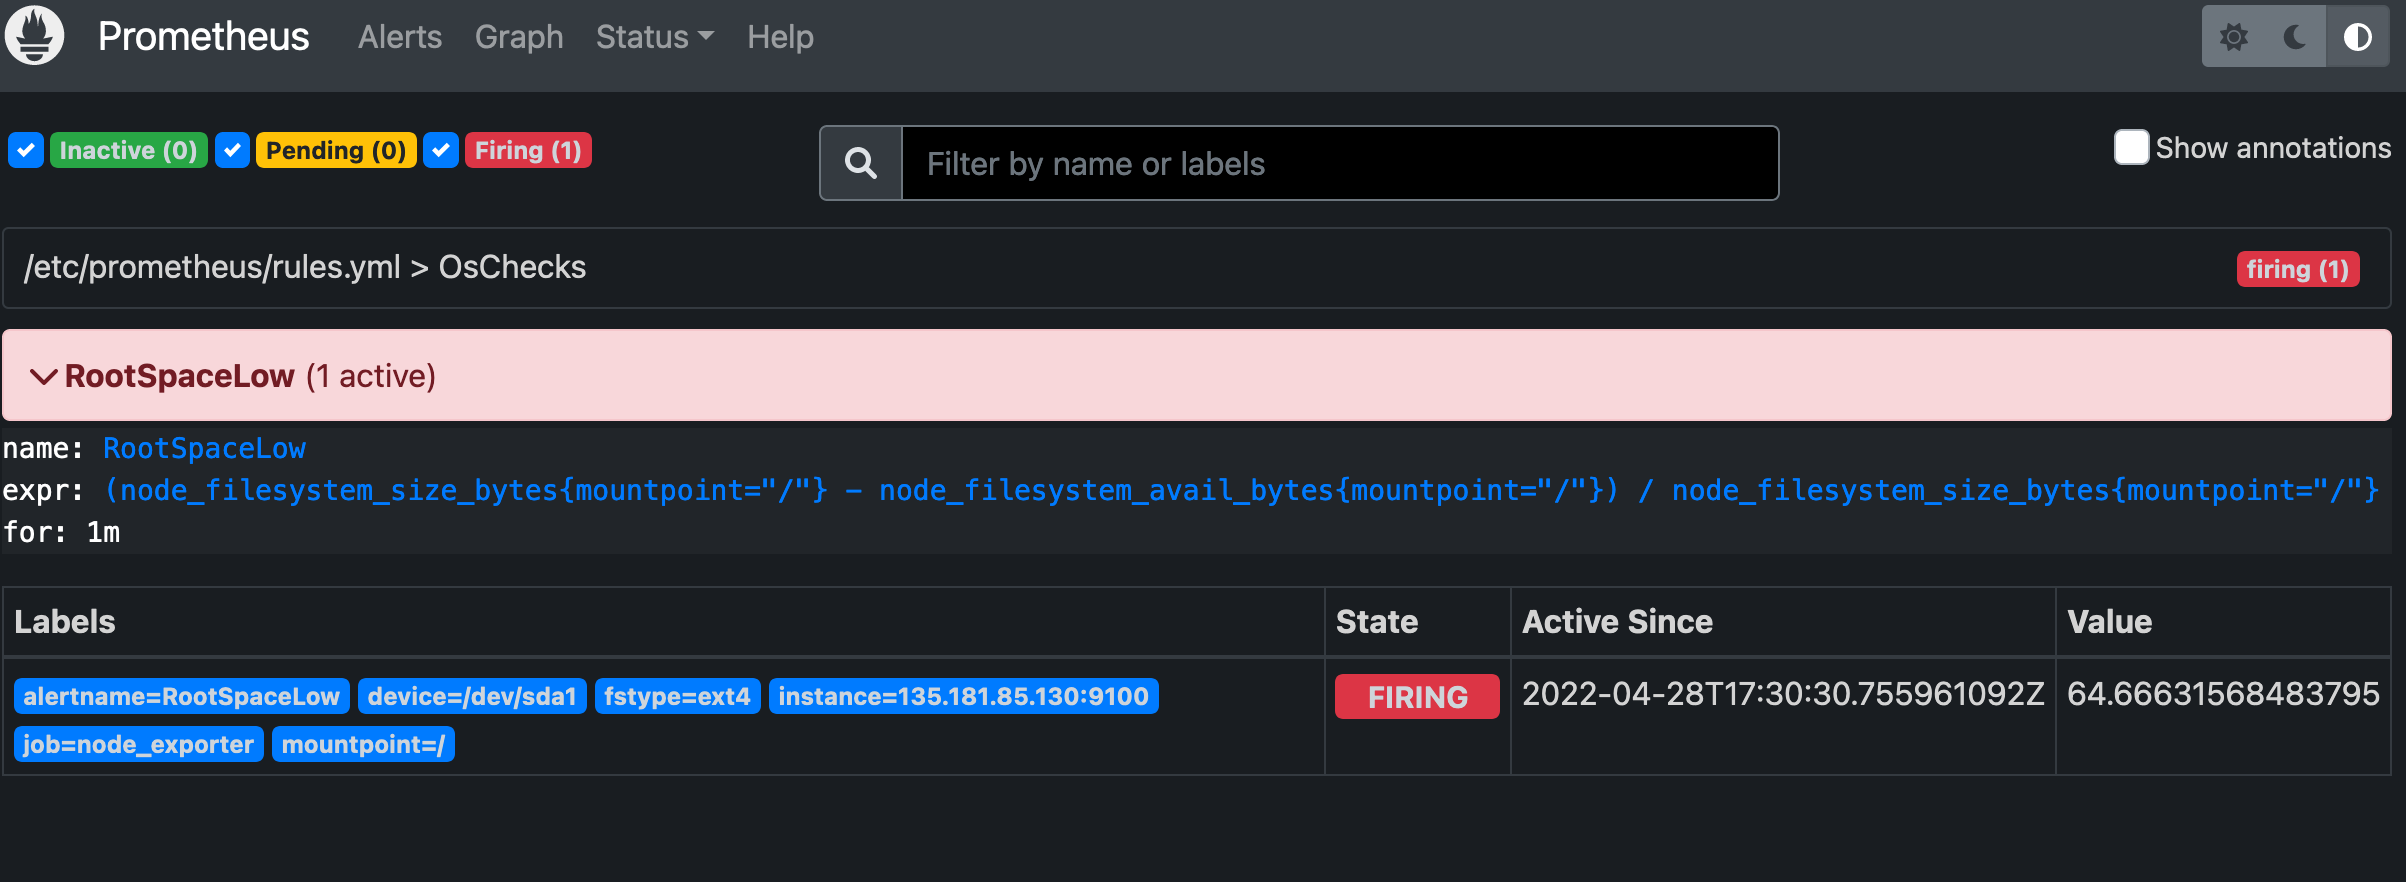 Prometheus Alerts Graph Status Help
Inactive (0) Pending (0) Firing (1) Filter by name or labels Show annotations
/etc/prometheus/rules.yml > OsChecks firing (1)
RootSpaceLow (1 active)
name: RootSpaceLow
expr: (node_filesystem_size_bytes{mountpoint="/"} - node_filesystem_avail_bytes{mountpoint="/"}) / node_filesystem_size_bytes{mountpoint="/"}
for: 1m
Labels State Active Since Value
alertname=RootSpaceLow device=/dev/sda1 fstype=ext4 instance=135.181.85.130:9100 FIRING 2022-04-28T17:30:30.755961092Z 64.66631568483795
job=node_exporter mountpoint=/